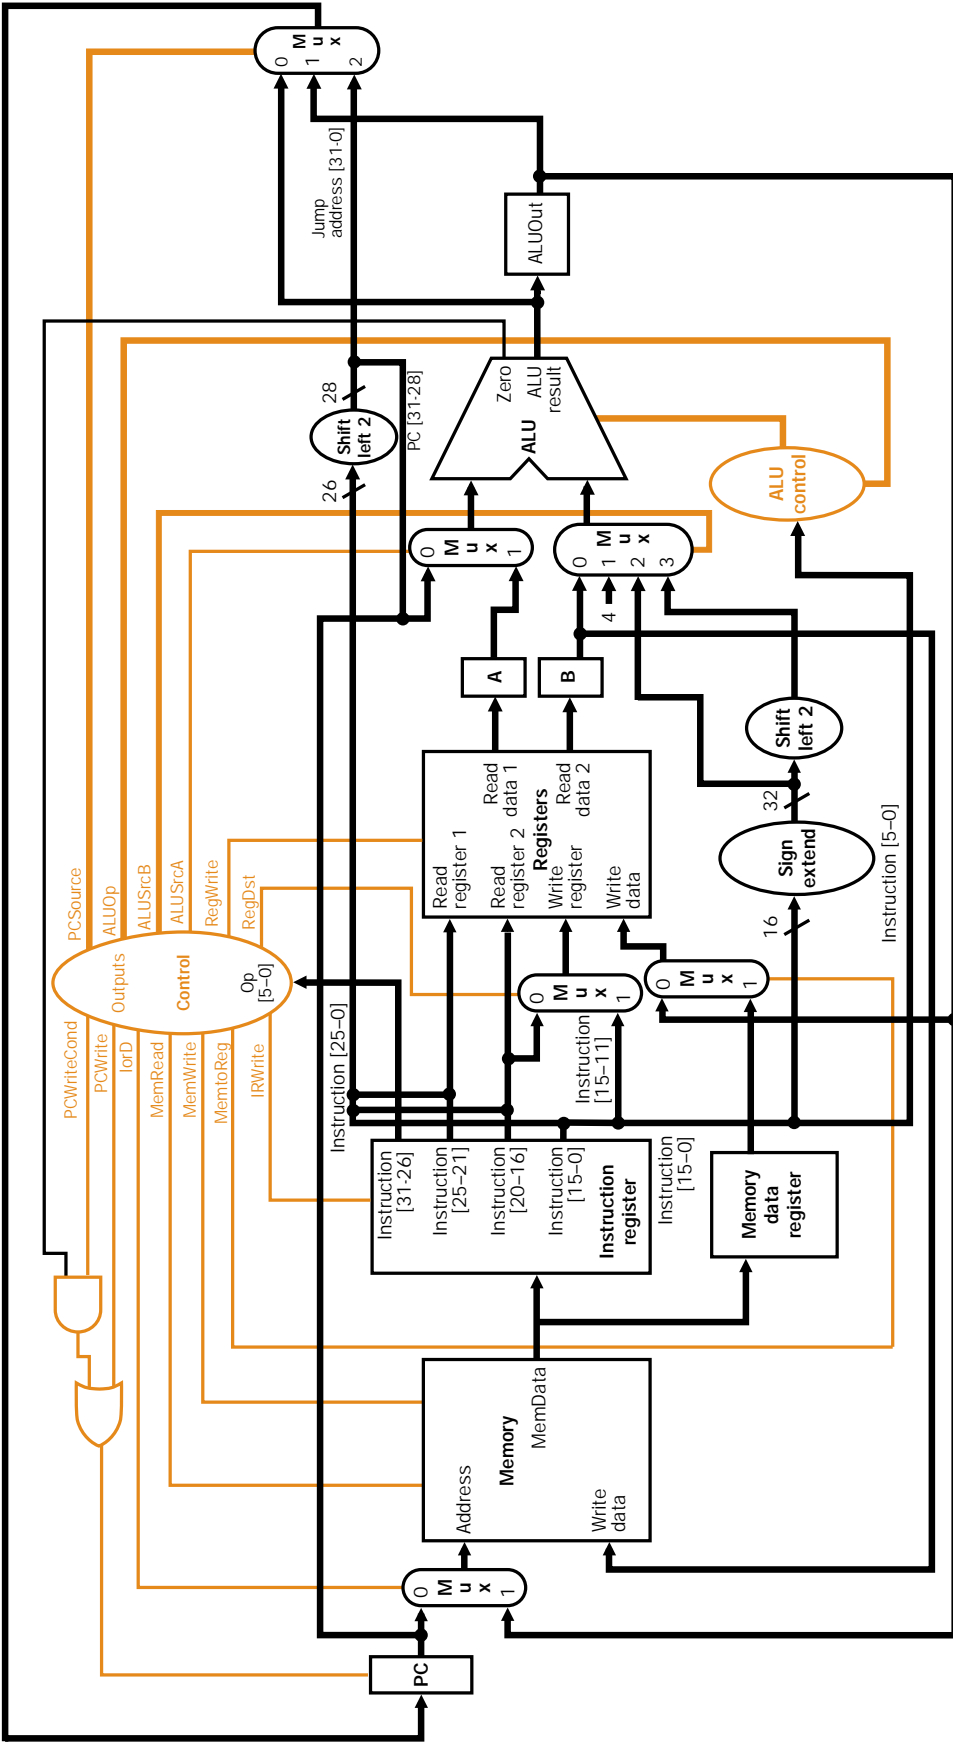 PCWriteCond
PCWrite
IorD
MemRead
MemWrite
MemtoReg
IRWrite
Outputs
Control
Op
[5–0]
PCSource
ALUOp
ALUSrcB
ALUSrcA
RegWrite
RegDst
PC
0
M
u
x
1
Address
Memory
MemData
Write
data
Instruction
[31-26]
Instruction
[25–21]
Instruction
[20–16]
Instruction
[15–0]
Instruction
register
Instruction
[15–0]
Memory
data
register
Instruction [25–0]
Instruction
[15–11]
0
M
u
x
1
0
M
u
x
1
Read
register 1
Read
register 2
Registers
Write
register
Write
data
Read
data 1
Read
data 2
16
Sign
extend
32
Shift
left 2
Instruction [5–0]
A
B
4
0
M
u
x
1
0
1
M
u
x
2
3
26
Shift
left 2
28
PC [31-28]
Zero
ALU
ALU
result
ALU
control
ALUOut
Jump
address [31-0]
0
1
2
M
u
x